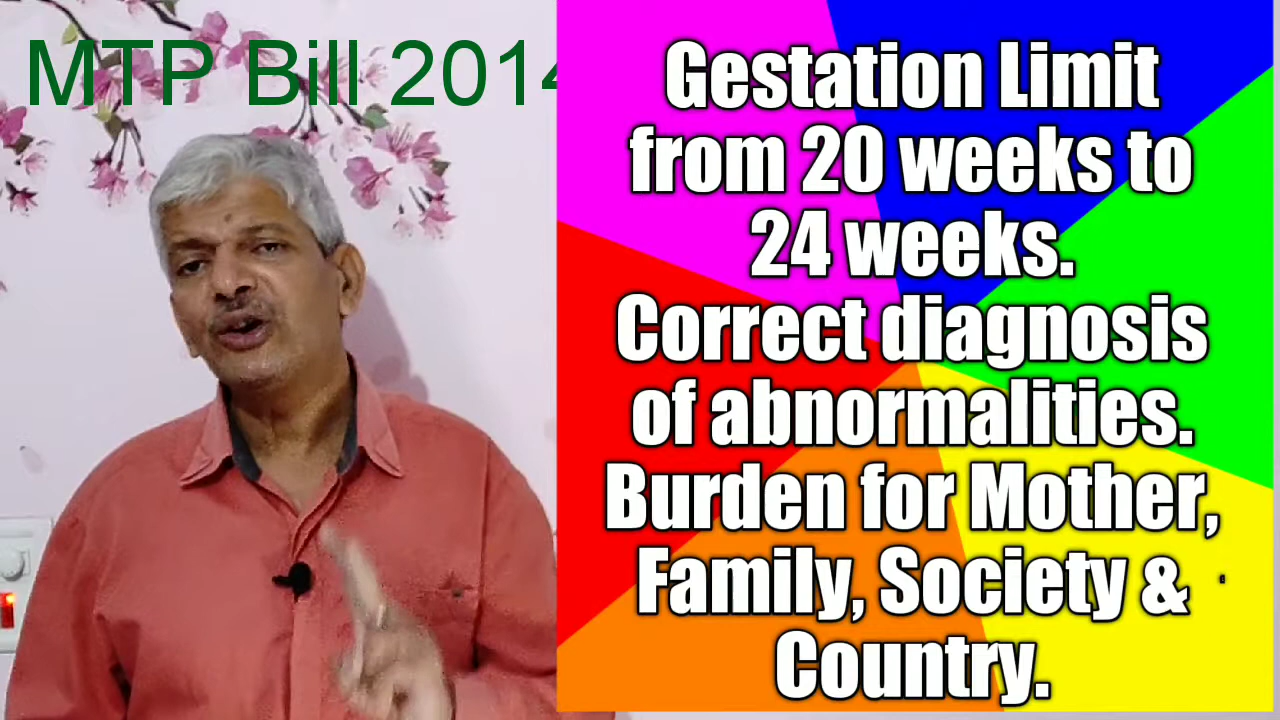 MTP Bill 2014
Gestation Limit
from 20 weeks to
24 weeks.
Correct diagnosis
of abnormalities.
Burden for Mother,
Family, Society &
Country.